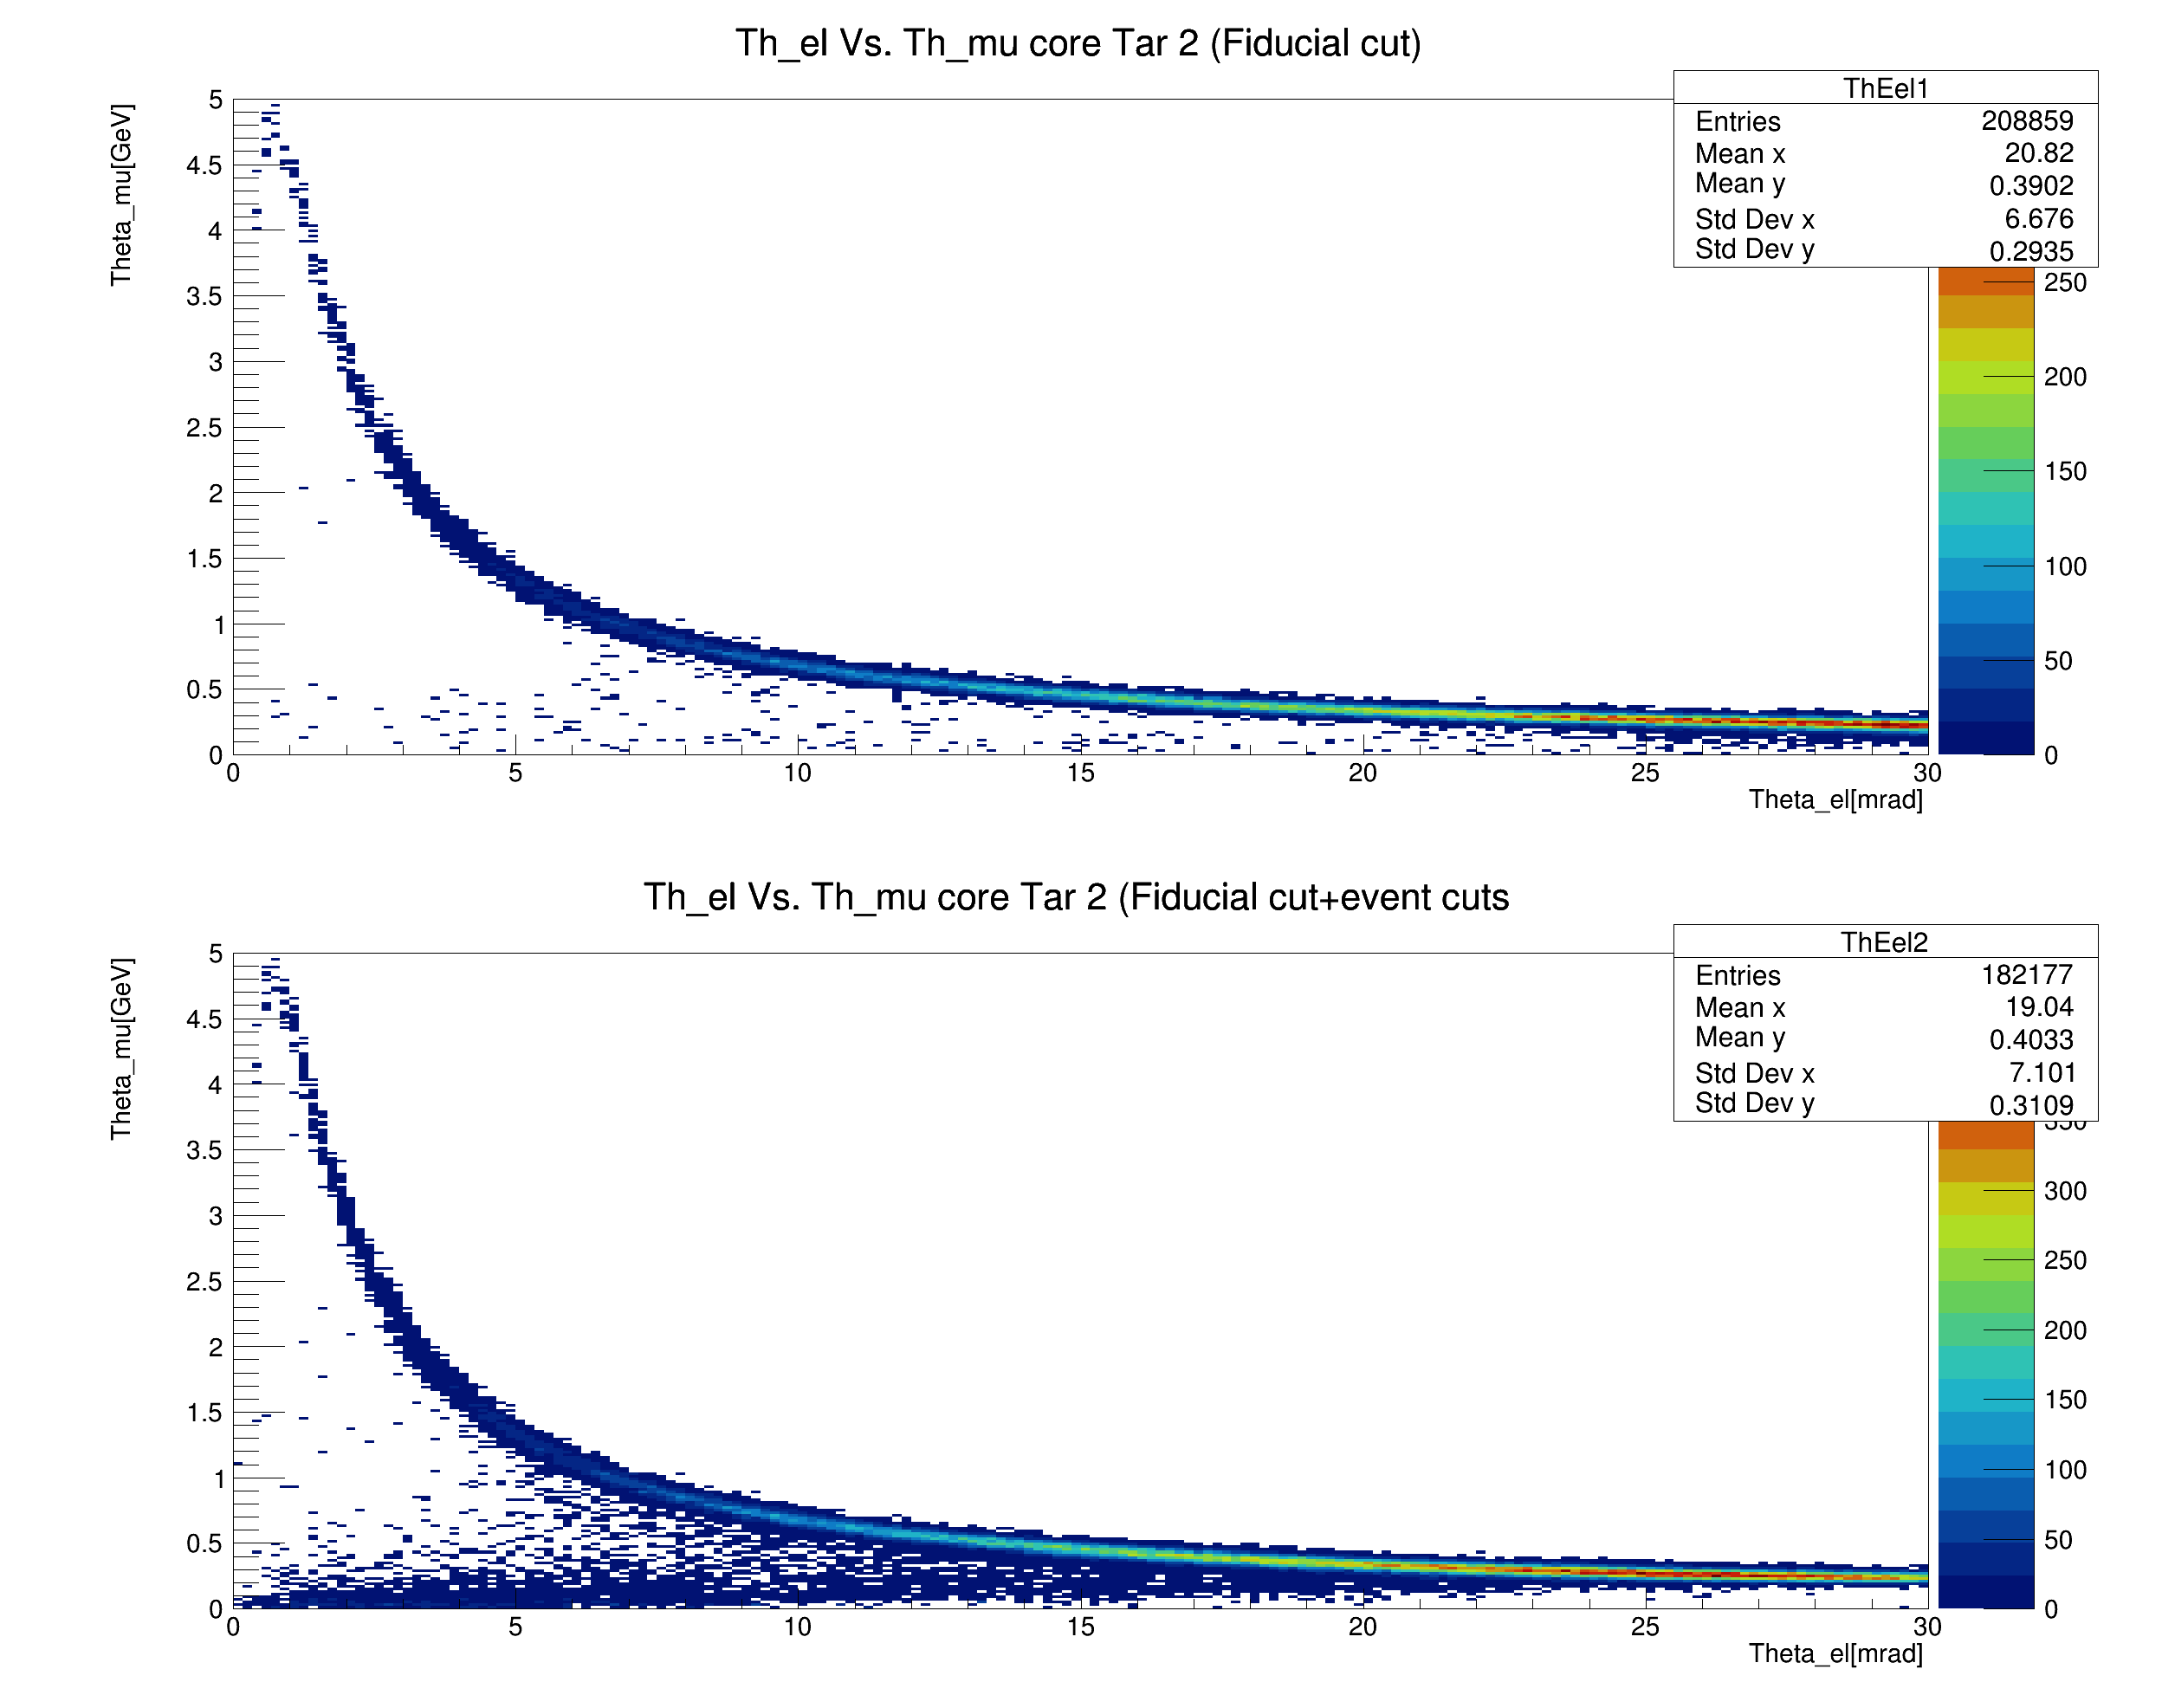 Th_el Vs. Th_mu core Tar 2 (Fiducial cut)
ThEel1
Entries 208859
Mean x 20.82
Mean y 0.3902
Std Dev x 6.676
Std Dev y 0.2935
Theta_mu[GeV]
5
4.5
4
3.5
3
2.5
2
1.5
1
0.5
0
0 5 10 15 20 25 30
Theta_el[mrad]
250
200
150
100
50
0
Th_el Vs. Th_mu core Tar 2 (Fiducial cut+event cuts
ThEel2
Entries 182177
Mean x 19.04
Mean y 0.4033
Std Dev x 7.101
Std Dev y 0.3109
Theta_mu[GeV]
5
4.5
4
3.5
3
2.5
2
1.5
1
0.5
0
0 5 10 15 20 25 30
Theta_el[mrad]
350
300
250
200
150
100
50
0